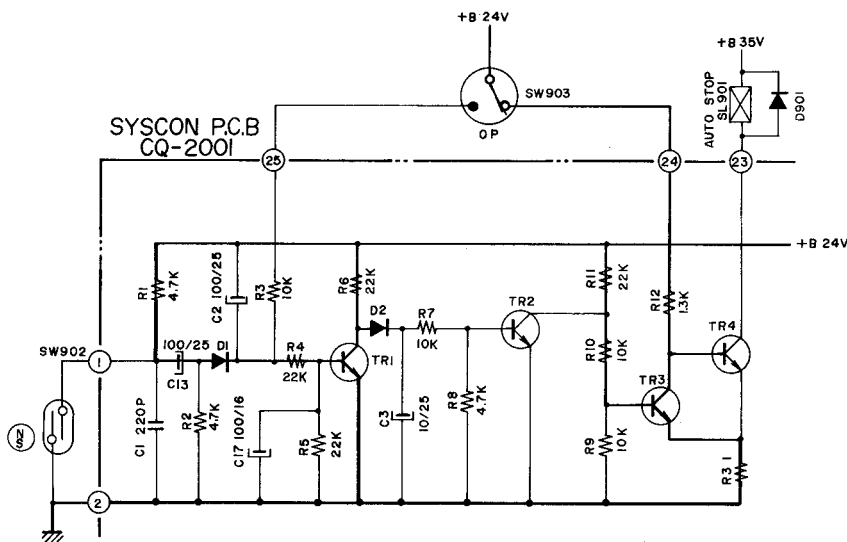 +B 24V
+B 35V
SW903
OP
AUTO STOP
SL901
D901
SYSCON P.C.B
CQ-2001
25
24
23
+B 24V
R1
4.7K
C2 100/25
R3
10K
R6
22K
R11
22K
R12
1.3K
D2
R7
10K
TR2
TR4
SW902
1
100/25
C13
D1
R4
22K
TR1
R10
10K
TR3
NS
C1 220P
R2
4.7K
C17 100/16
R5
22K
C3
10/25
R8
4.7K
R9
10K
R3 1
2